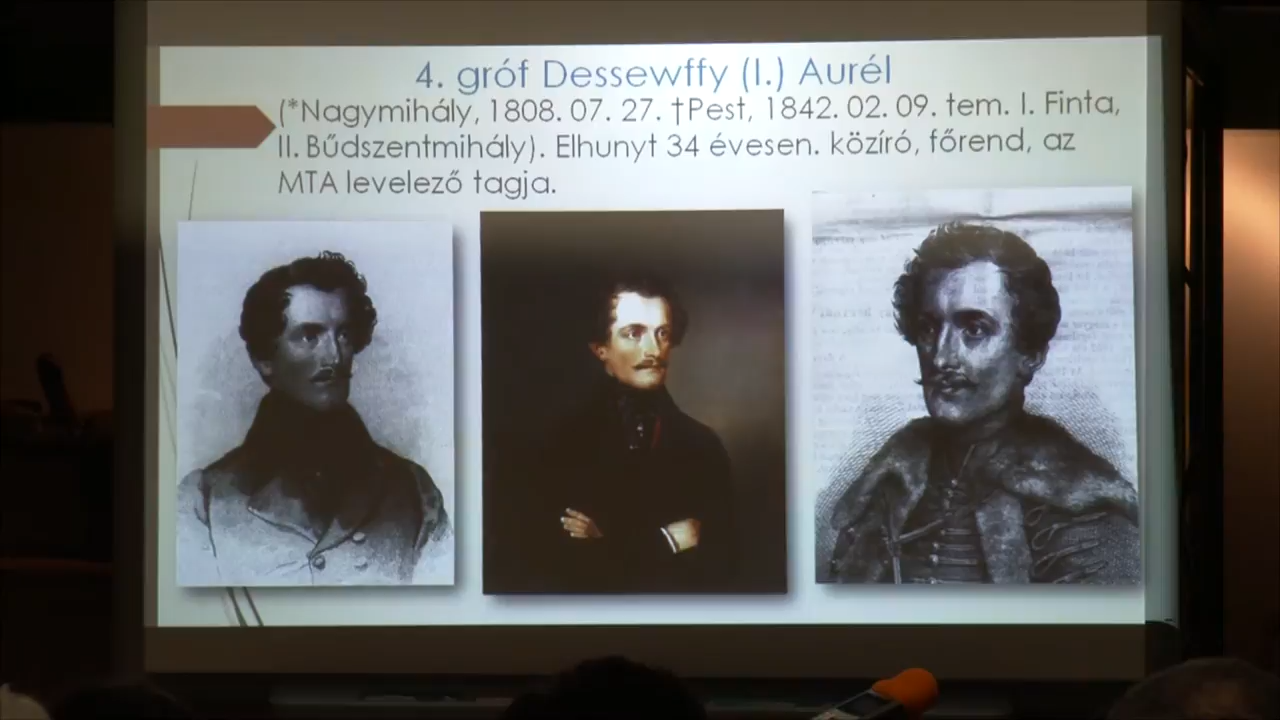 4. gróf Dessewffy (I.) Aurél
(*Nagymihály, 1808. 07. 27. †Pest, 1842. 02. 09. tem. I. Finta,
II. Bűdszentmihály). Elhunyt 34 évesen. közíró, főrend, az
MTA levelező tagja.